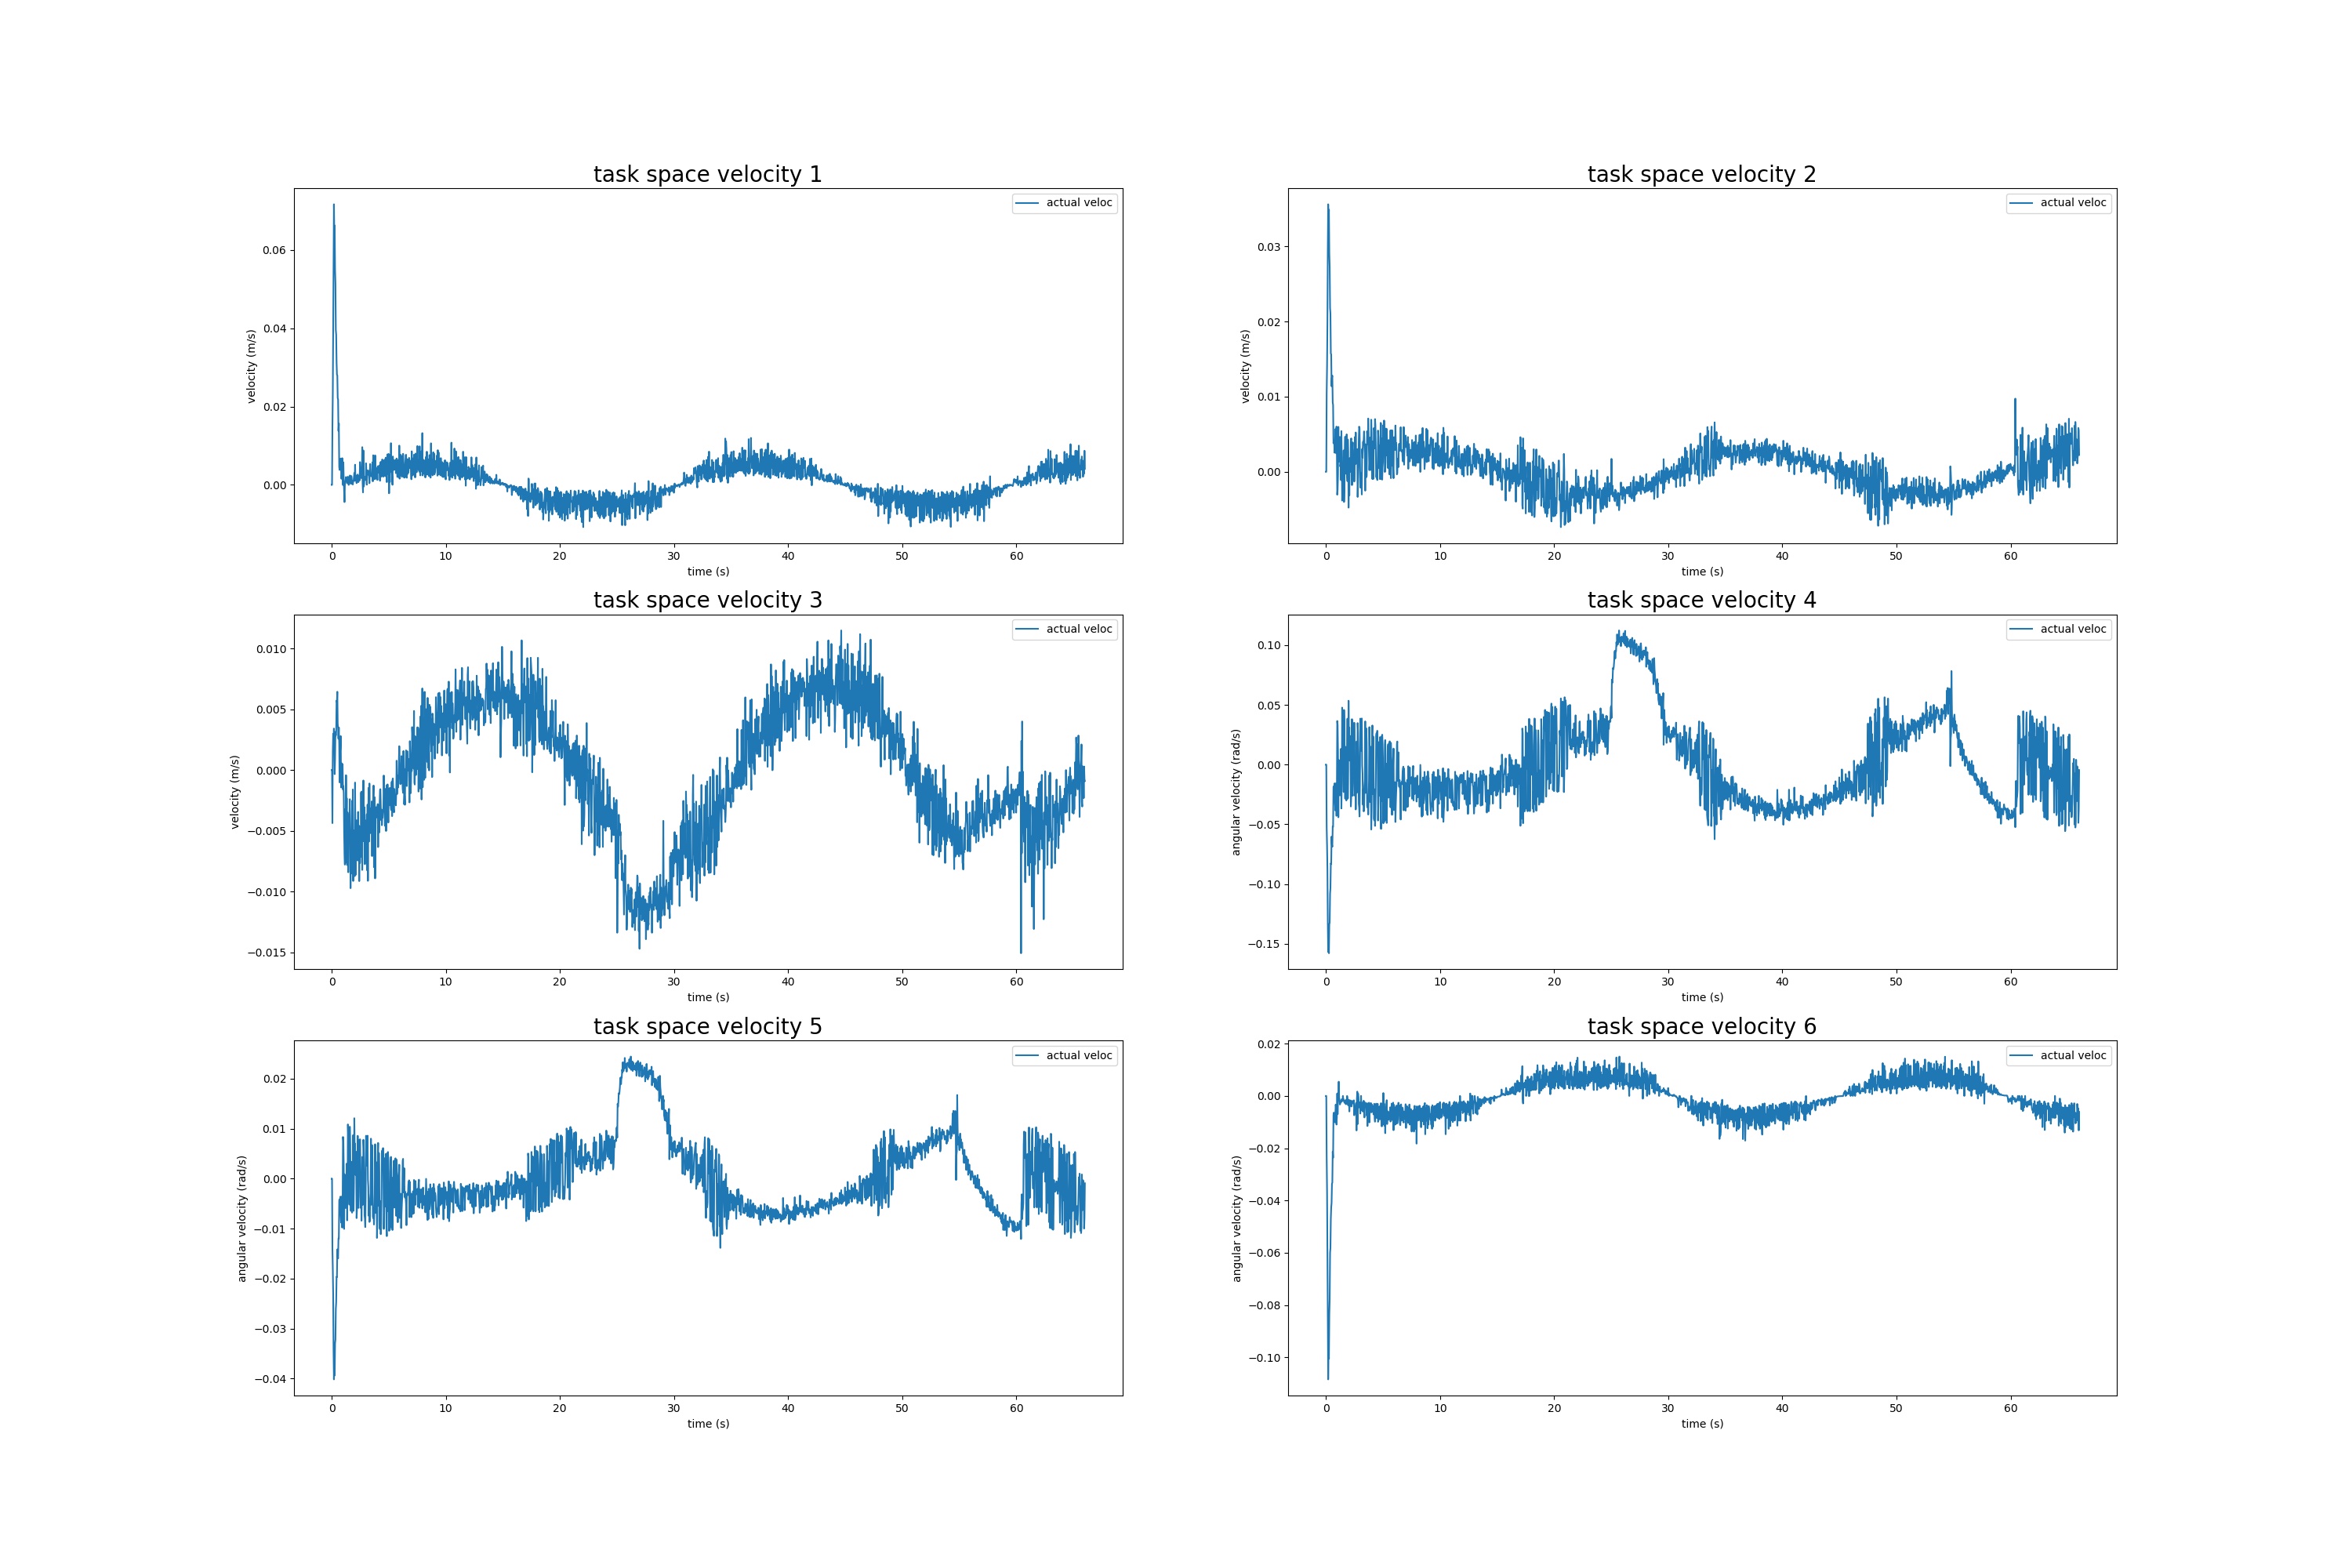 task space velocity 1
actual veloc
velocity (m/s)
0.06
0.04
0.02
0.00
0 10 20 30 40 50 60
time (s)
task space velocity 2
actual veloc
velocity (m/s)
0.03
0.02
0.01
0.00
0 10 20 30 40 50 60
time (s)
task space velocity 3
actual veloc
velocity (m/s)
0.010
0.005
0.000
−0.005
−0.010
−0.015
0 10 20 30 40 50 60
time (s)
task space velocity 4
actual veloc
angular velocity (rad/s)
0.10
0.05
0.00
−0.05
−0.10
−0.15
0 10 20 30 40 50 60
time (s)
task space velocity 5
actual veloc
angular velocity (rad/s)
0.02
0.01
0.00
−0.01
−0.02
−0.03
−0.04
0 10 20 30 40 50 60
time (s)
task space velocity 6
actual veloc
angular velocity (rad/s)
0.02
0.00
−0.02
−0.04
−0.06
−0.08
−0.10
0 10 20 30 40 50 60
time (s)